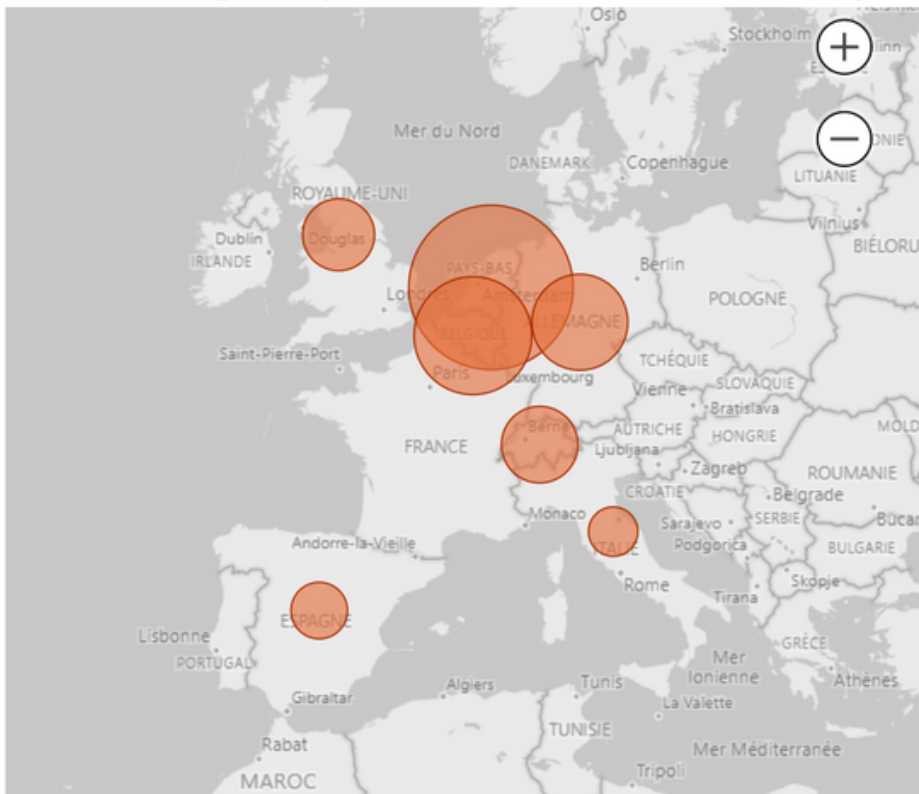 Oslo
Stockholm
Mer du Nord
DANEMARK
Copenhague
LITUANIE
Vilnius
ROYAUME-UNI
Douglas
Dublin
IRLANDE
BIÉLORU
Berlin
PAYS-BAS
Amsterdam
Londres
POLOGNE
BELGIQUE
ALLEMAGNE
Saint-Pierre-Port
Paris
Luxembourg
TCHÉQUIE
SLOVAQUIE
Vienne
Bratislava
FRANCE
Berne
AUTRICHE
HONGRIE
MOLD
Ljubljana
Zagreb
ROUMANIE
CROATIE
Belgrade
Monaco
Sarajevo
SERBIE
Bucar
Andorre-la-Vieille
Podgorica
BULGARIE
ITALIE
Rome
Skopje
Tirana
ESPAGNE
Lisbonne
PORTUGAL
GRÈCE
Mer
Ionienne
Athènes
Gibraltar
Algiers
Tunis
La Valette
Rabat
TUNISIE
Mer Méditerranée
MAROC
Tripoli